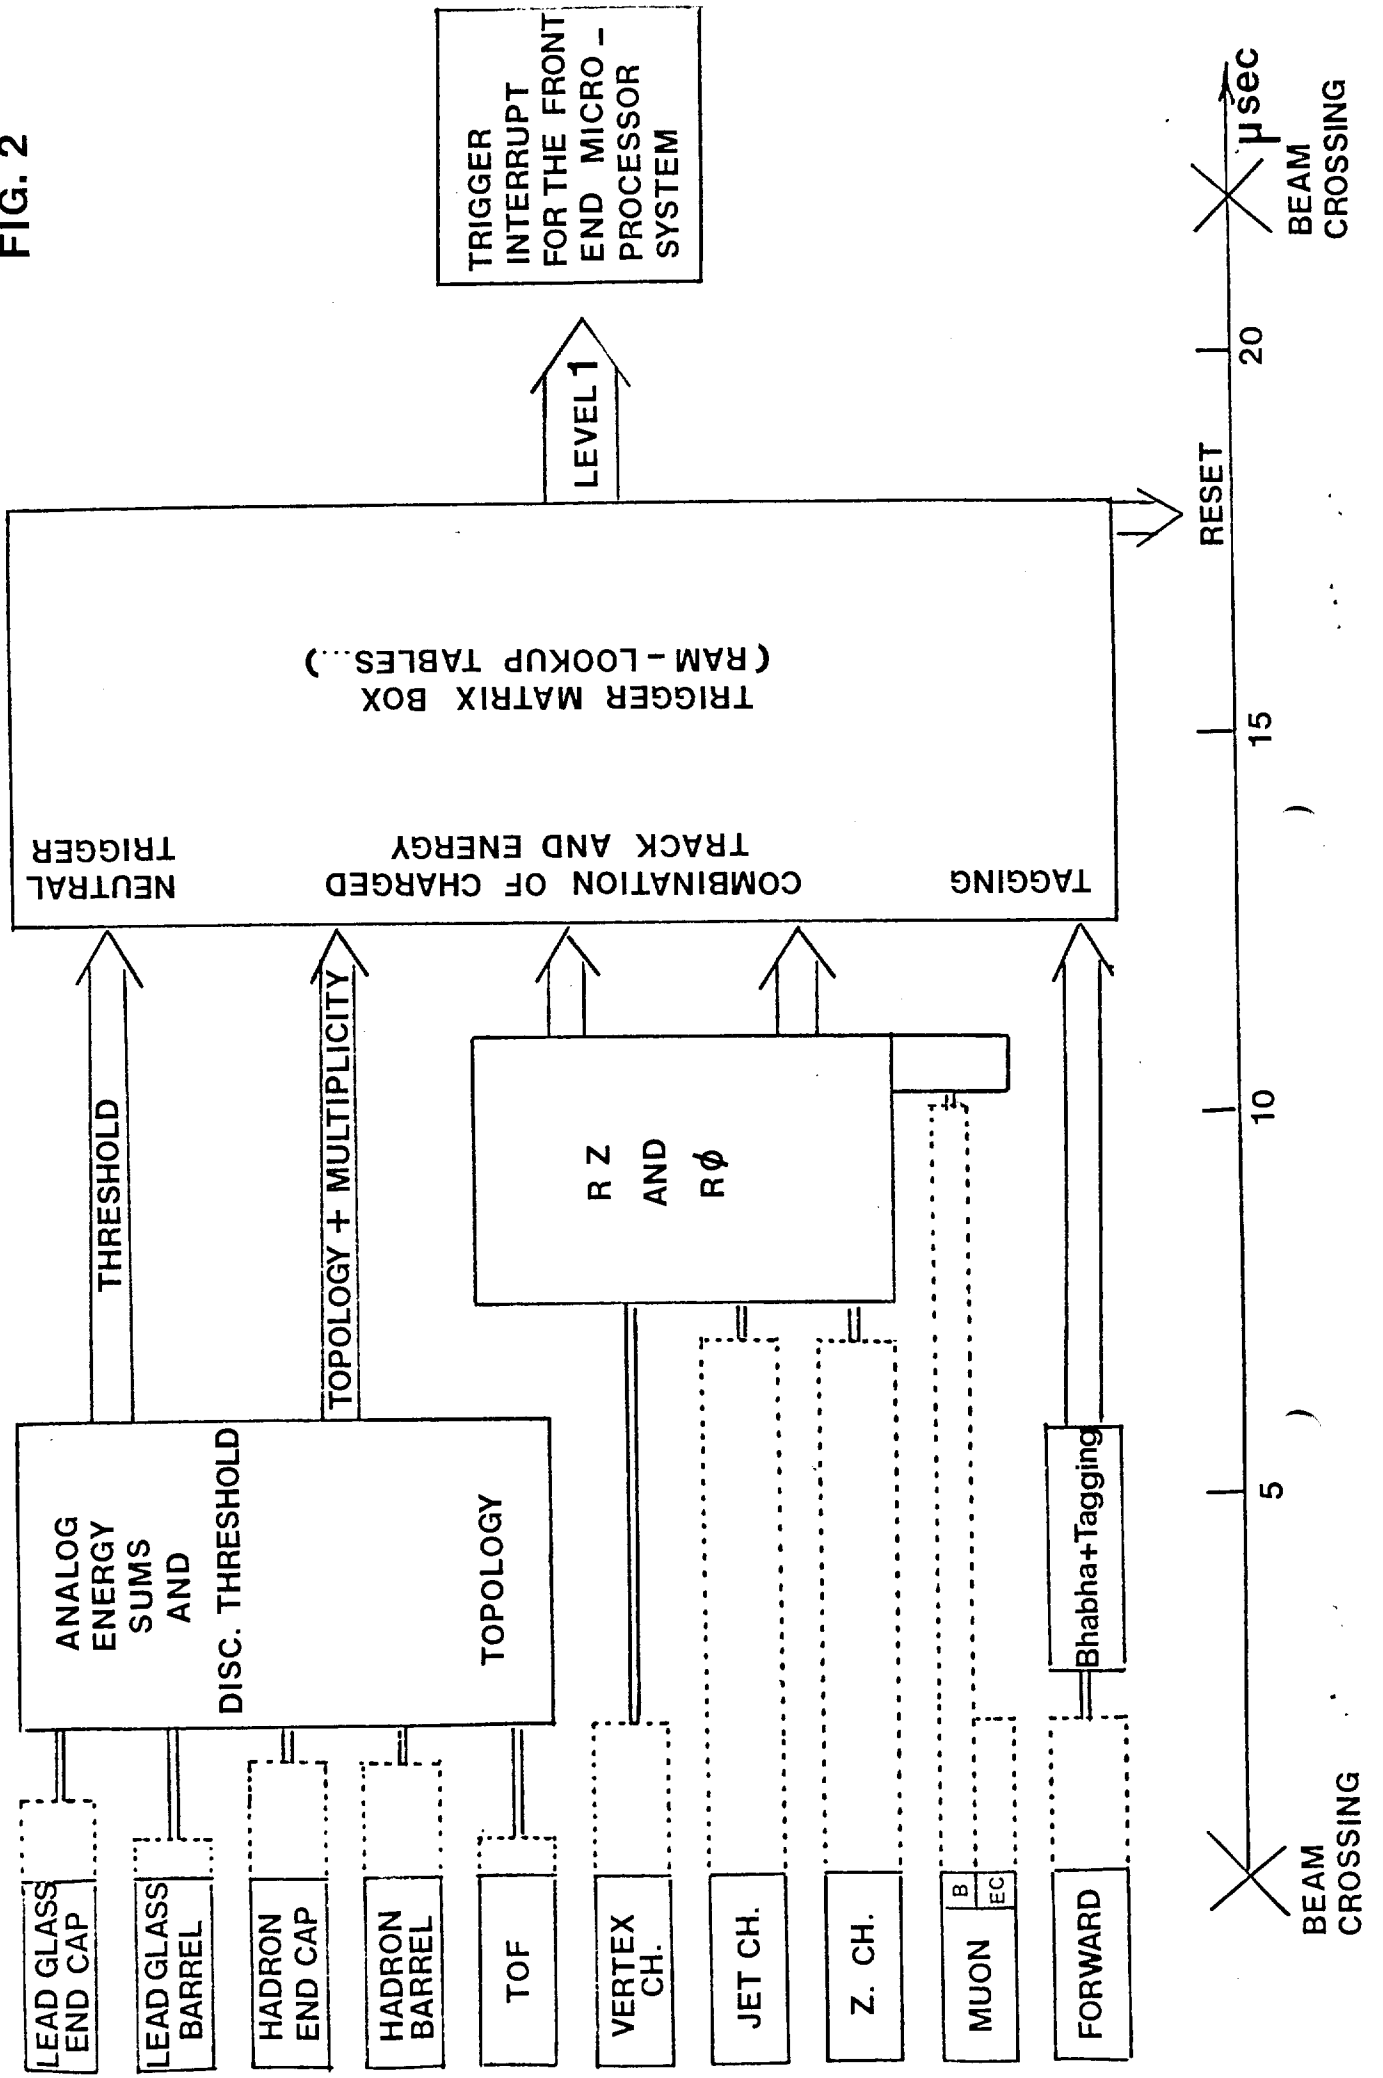 FIG. 2
LEAD GLASS
END CAP
LEAD GLASS
BARREL
HADRON
END CAP
HADRON
BARREL
TOF
VERTEX
CH.
JET CH.
Z. CH.
MUON
B
EC
FORWARD
ANALOG
ENERGY
SUMS
AND
DISC. THRESHOLD
TOPOLOGY
Bhabha+Tagging
THRESHOLD
TOPOLOGY + MULTIPLICITY
R Z
AND
RΦ
NEUTRAL
TRIGGER
COMBINATION OF CHARGED
TRACK AND ENERGY
TAGGING
TRIGGER MATRIX BOX
(RAM-LOOKUP TABLES...)
LEVEL 1
TRIGGER
INTERRUPT
FOR THE FRONT
END MICRO-
PROCESSOR
SYSTEM
RESET
5
10
15
20
µsec
BEAM
CROSSING
BEAM
CROSSING